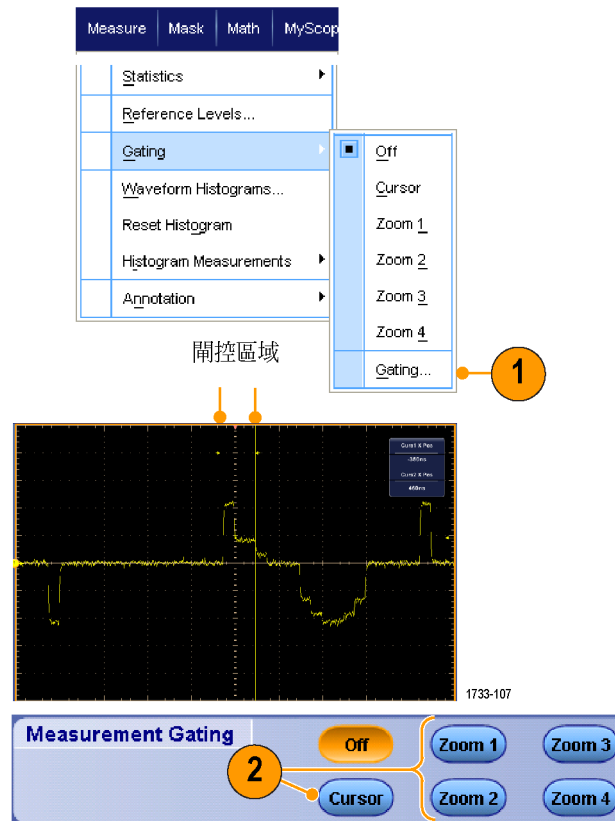 Measure Mask Math MyScop
Statistics
Reference Levels...
Gating
Waveform Histograms...
Reset Histogram
Histogram Measurements
Annotation
Off
Cursor
Zoom 1
Zoom 2
Zoom 3
Zoom 4
Gating...
1
閘控區域
Curs1 X Pos
-380ns
Curs2 X Pos
460ns
1733-107
Measurement Gating
Off
Zoom 1
Zoom 3
2
Cursor
Zoom 2
Zoom 4